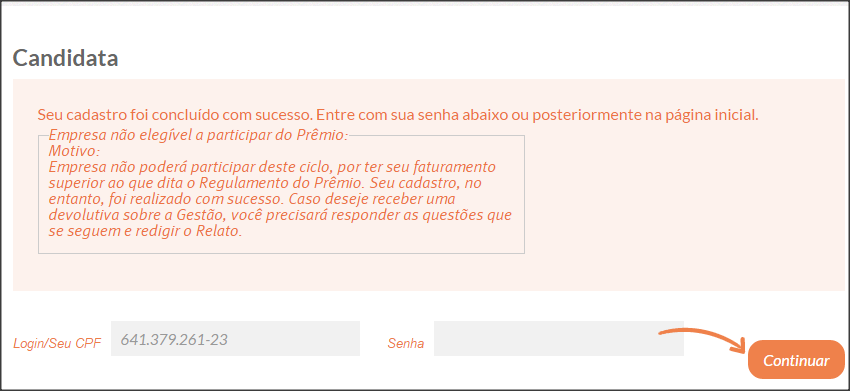 Candidata
Seu cadastro foi concluído com sucesso. Entre com sua senha abaixo ou posteriormente na página inicial.
Empresa não elegível a participar do Prêmio:
Motivo:
Empresa não poderá participar deste ciclo, por ter seu faturamento
superior ao que dita o Regulamento do Prêmio. Seu cadastro, no
entanto, foi realizado com sucesso. Caso deseje receber uma
devolutiva sobre a Gestão, você precisará responder as questões que
se seguem e redigir o Relato.
Login/Seu CPF 641.379.261-23 Senha
Continuar